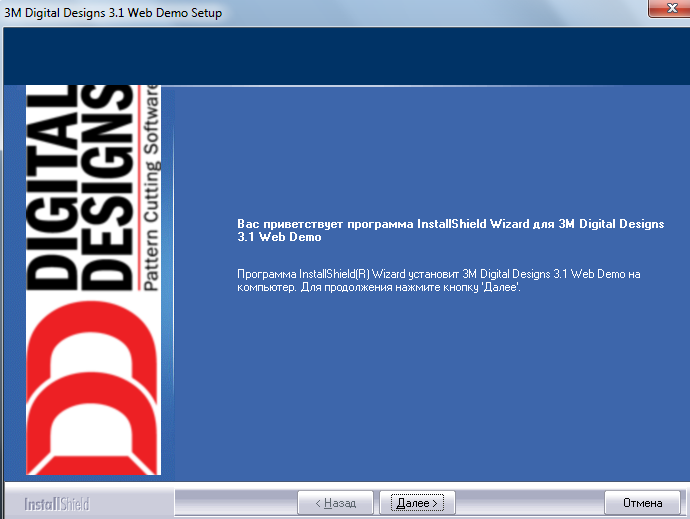 3M Digital Designs 3.1 Web Demo Setup
DIGITAL
DESIGNS
Pattern Cutting Software
Вас приветствует программа InstallShield Wizard для 3M Digital Designs
3.1 Web Demo
Программа InstallShield(R) Wizard установит 3M Digital Designs 3.1 Web Demo на
компьютер. Для продолжения нажмите кнопку 'Далее'.
InstallShield
< Назад
Далее >
Отмена